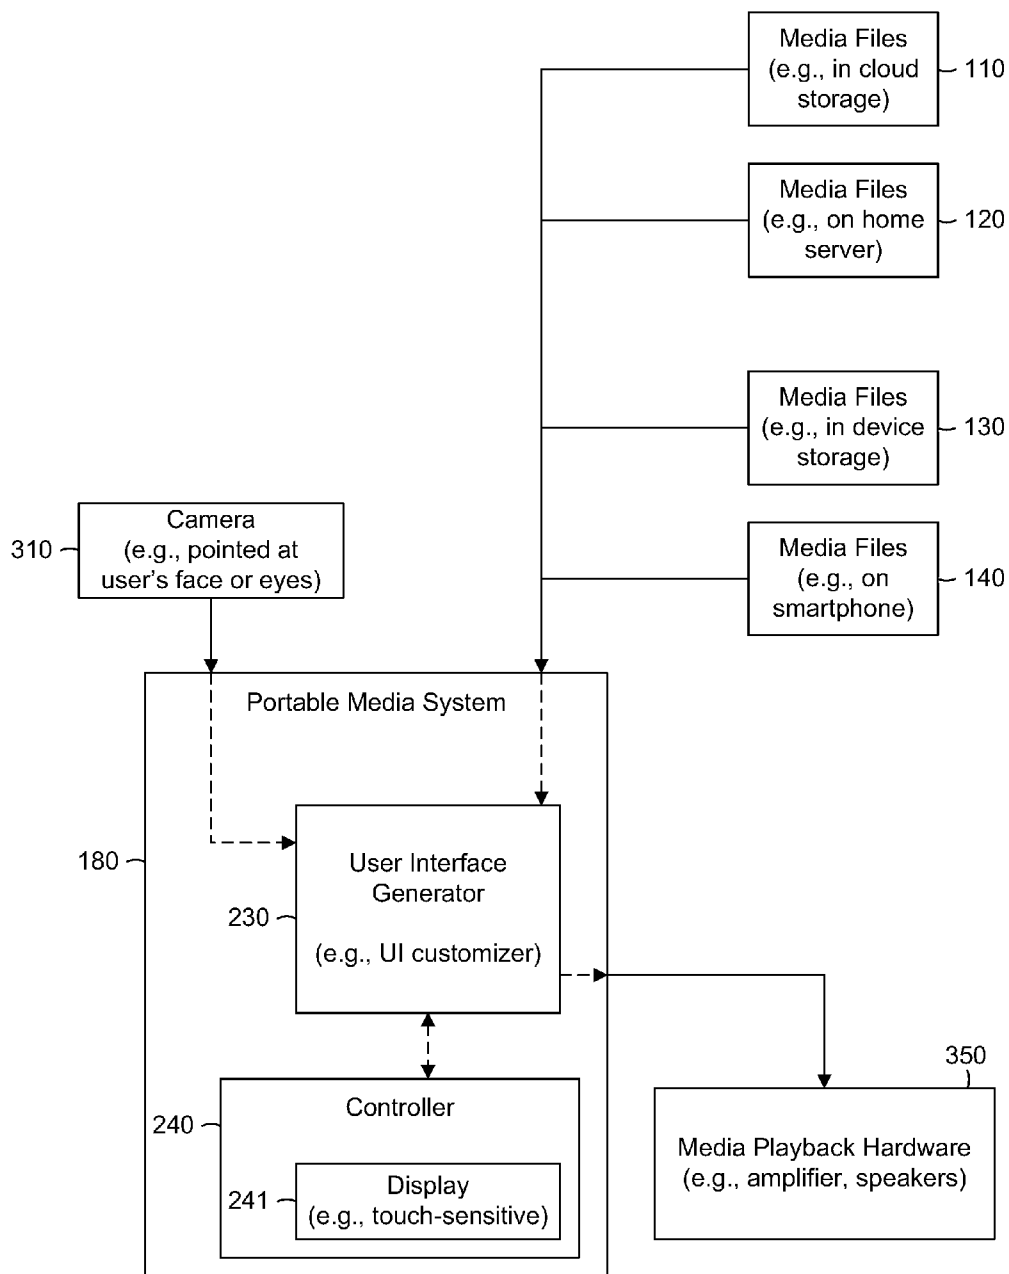 Media Files
(e.g., in cloud
storage)
110
Media Files
(e.g., on home
server)
120
Media Files
(e.g., in device
storage)
130
Camera
(e.g., pointed at
user's face or eyes)
310
Media Files
(e.g., on
smartphone)
140
Portable Media System
180
User Interface
Generator
(e.g., UI customizer)
230
Controller
240
Display
(e.g., touch-sensitive)
241
350
Media Playback Hardware
(e.g., amplifier, speakers)